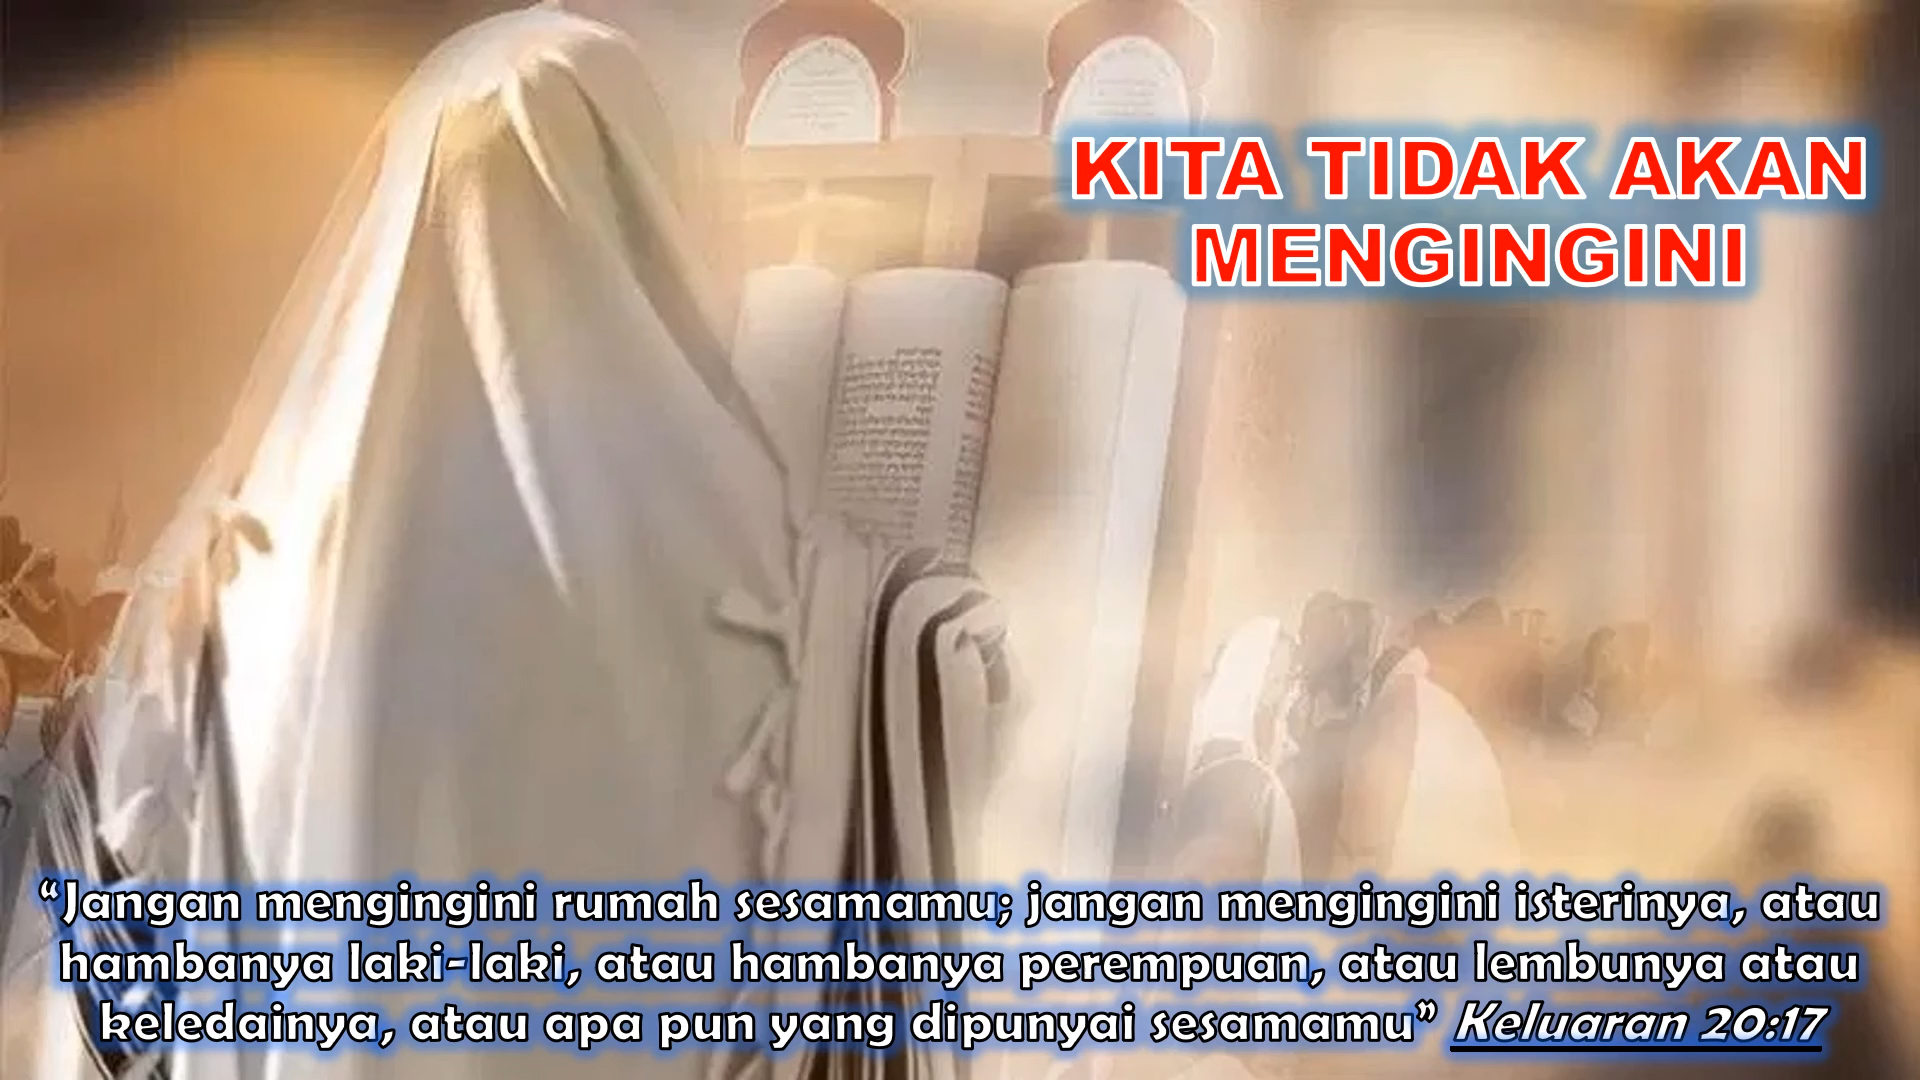 KITA TIDAK AKAN
MENGINGINI
“Jangan mengingini rumah sesamamu; jangan mengingini isterinya, atau
hambanya laki-laki, atau hambanya perempuan, atau lembunya atau
keledainya, atau apa pun yang dipunyai sesamamu” Keluaran 20:17